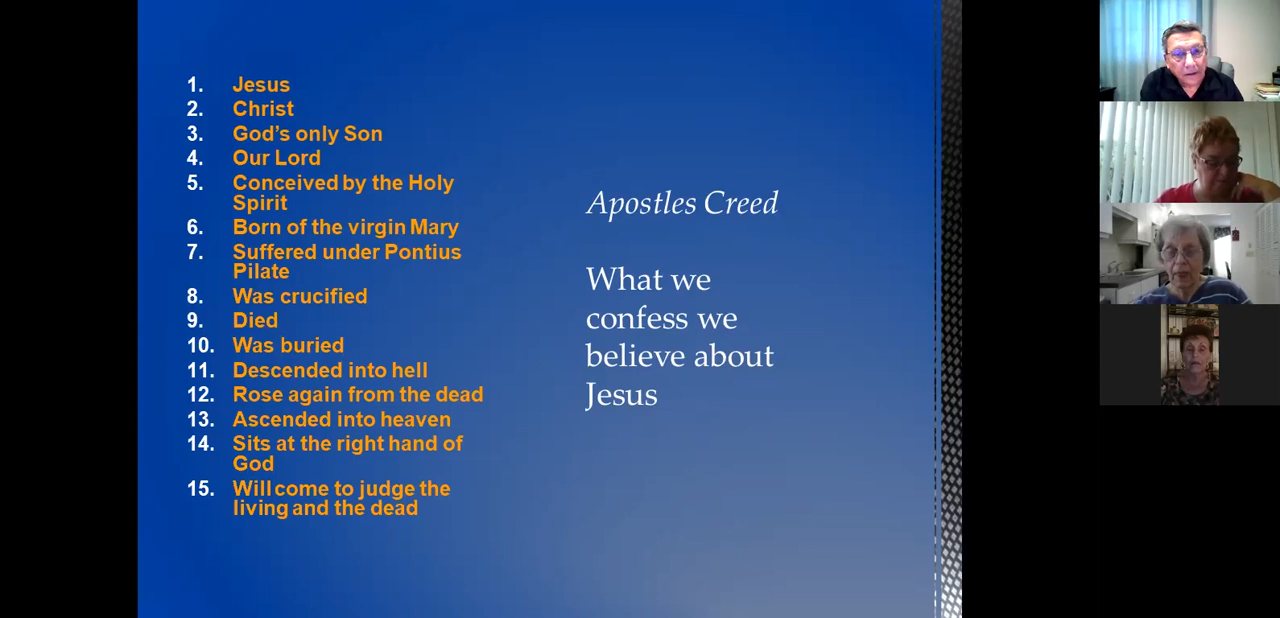 1. Jesus
2. Christ
3. God's only Son
4. Our Lord
5. Conceived by the Holy
Spirit
6. Born of the virgin Mary
7. Suffered under Pontius
Pilate
8. Was crucified
9. Died
10. Was buried
11. Descended into hell
12. Rose again from the dead
13. Ascended into heaven
14. Sits at the right hand of
God
15. Will come to judge the
living and the dead
Apostles Creed
What we
confess we
believe about
Jesus